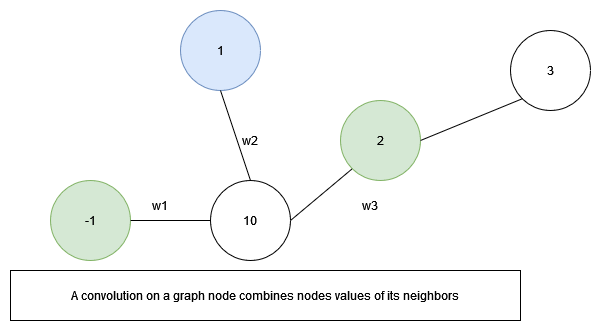 1
3
2
w2
w1
w3
-1
10
A convolution on a graph node combines nodes values of its neighbors